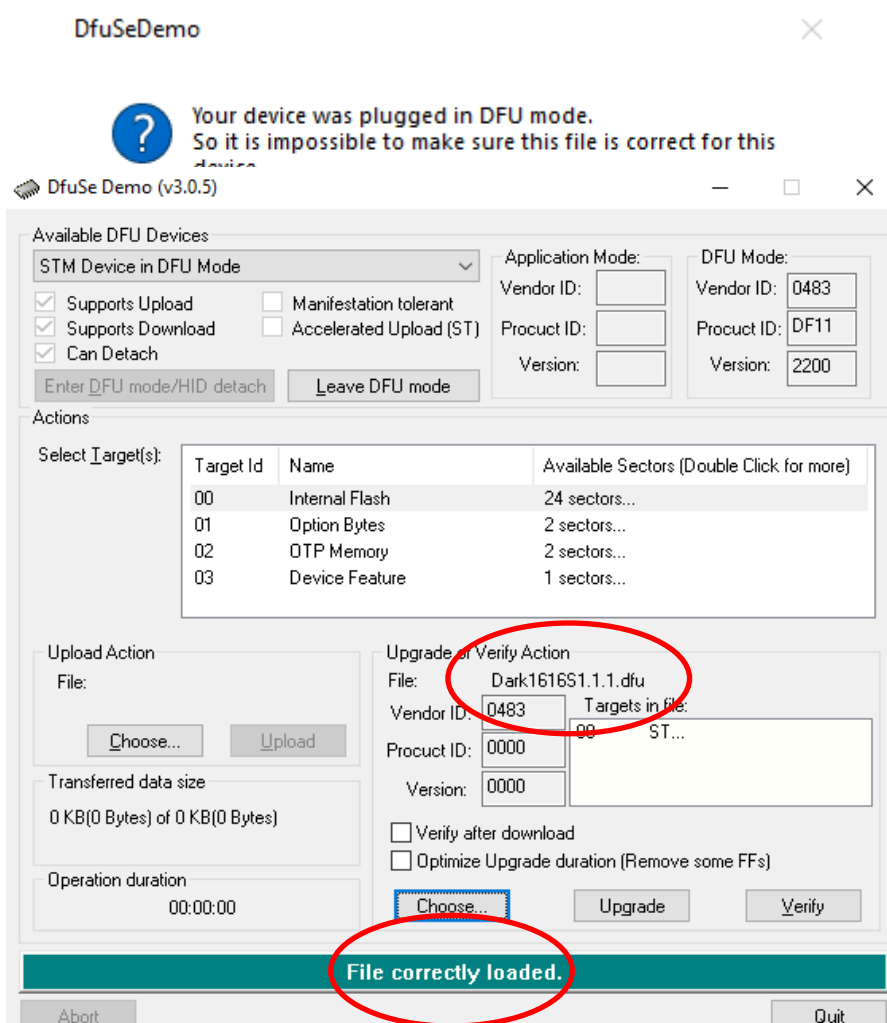 DfuSeDemo
Your device was plugged in DFU mode.
So it is impossible to make sure this file is correct for this
device
DfuSe Demo (v3.0.5)
Available DFU Devices
STM Device in DFU Mode
Supports Upload
Manifestation tolerant
Supports Download
Accelerated Upload (ST)
Can Detach
Enter DFU mode/HID detach
Leave DFU mode
Application Mode:
Vendor ID:
Procuct ID:
Version:
DFU Mode:
Vendor ID: 0483
Procuct ID: DF11
Version: 2200
Actions
Select Target(s):
Target Id Name Available Sectors (Double Click for more)
00 Internal Flash 24 sectors...
01 Option Bytes 2 sectors...
02 OTP Memory 2 sectors...
03 Device Feature 1 sectors...
Upload Action
File:
Choose... Upload
Transferred data size
0 KB(0 Bytes) of 0 KB(0 Bytes)
Operation duration
00:00:00
Upgrade or Verify Action
File: Dark1616S1.1.1.dfu
Vendor ID: 0483
Procuct ID: 0000
Version: 0000
Targets in file:
00 ST...
Verify after download
Optimize Upgrade duration (Remove some FFs)
Choose... Upgrade Verify
File correctly loaded.
Abort Quit